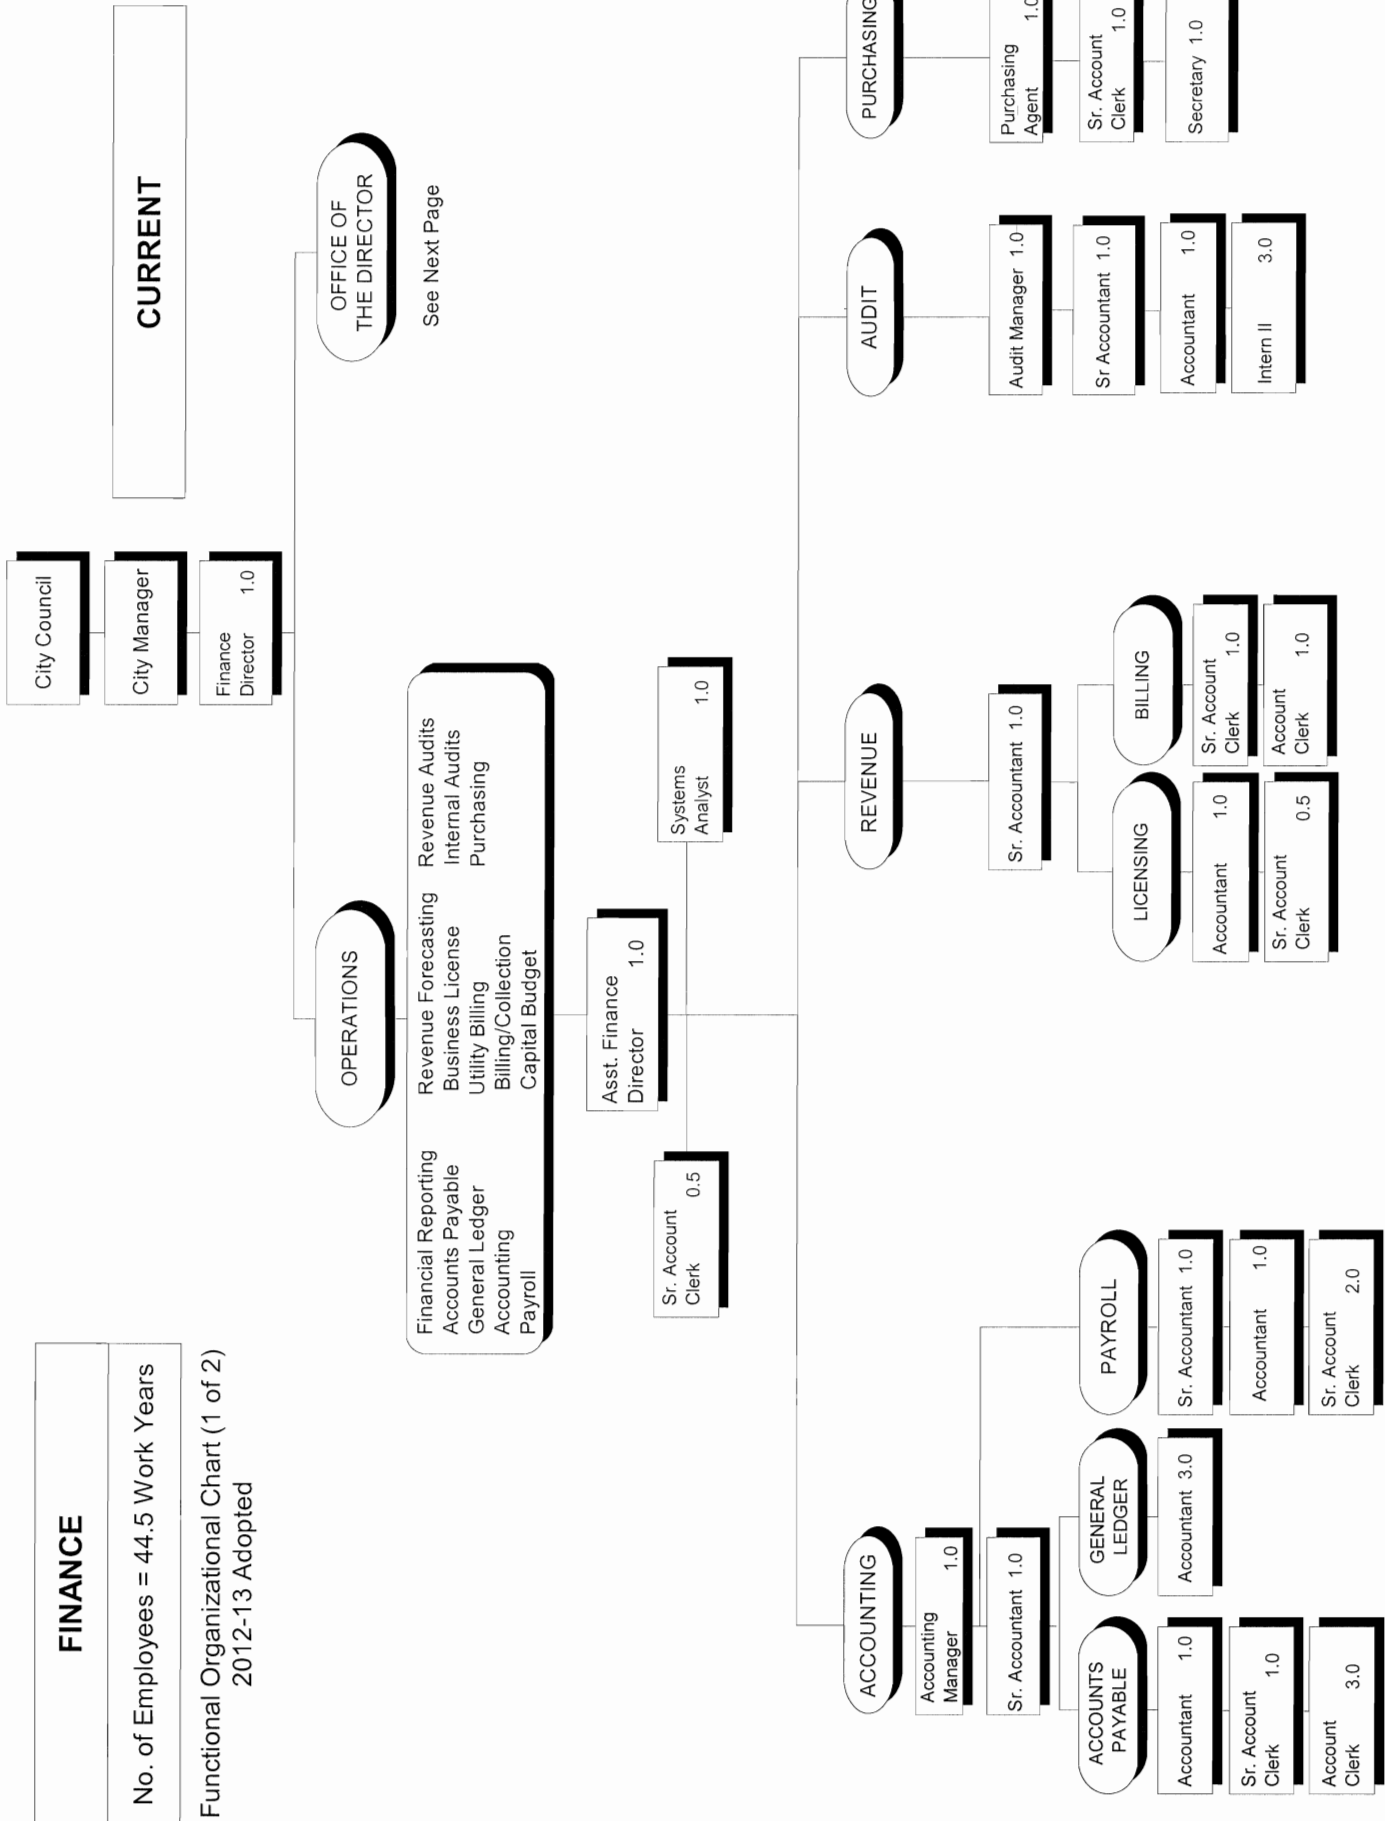 FINANCE
No. of Employees = 44.5 Work Years
Functional Organizational Chart (1 of 2)
2012-13 Adopted
CURRENT
City Council
City Manager
Finance
Director 1.0
OPERATIONS
OFFICE OF
THE DIRECTOR
See Next Page
Financial Reporting
Accounts Payable
General Ledger
Accounting
Payroll
Revenue Forecasting
Business License
Utility Billing
Billing/Collection
Capital Budget
Revenue Audits
Internal Audits
Purchasing
Asst. Finance
Director 1.0
Sr. Account
Clerk 0.5
Systems
Analyst 1.0
ACCOUNTING
Accounting
Manager 1.0
Sr. Accountant 1.0
ACCOUNTS
PAYABLE
Accountant 1.0
Sr. Account
Clerk 1.0
Account
Clerk 3.0
GENERAL
LEDGER
Accountant 3.0
PAYROLL
Sr. Accountant 1.0
Accountant 1.0
Sr. Account
Clerk 2.0
REVENUE
Sr. Accountant 1.0
LICENSING
Accountant 1.0
Sr. Account
Clerk 0.5
BILLING
Sr. Account
Clerk 1.0
Account
Clerk 1.0
AUDIT
Audit Manager 1.0
Sr Accountant 1.0
Accountant 1.0
Intern II 3.0
PURCHASING
Purchasing
Agent 1.0
Sr. Account
Clerk 1.0
Secretary 1.0